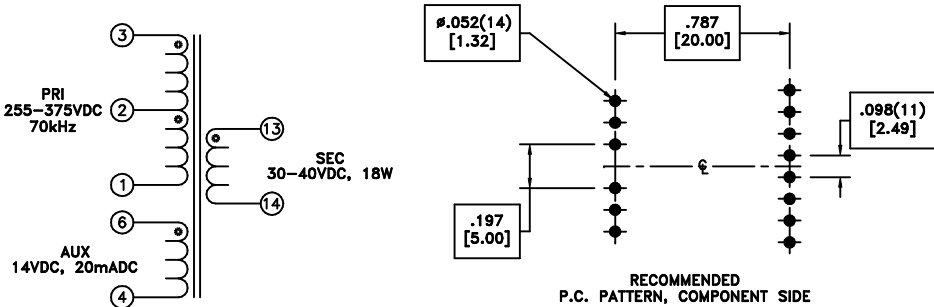 3
PRI
255-375VDC
70kHz
2
1
6
AUX
14VDC, 20mADC
4
13
SEC
30-40VDC, 18W
14
ø.052(14)
[1.32]
.787
[20.00]
.098(11)
[2.49]
℄
.197
[5.00]
RECOMMENDED
P.C. PATTERN, COMPONENT SIDE